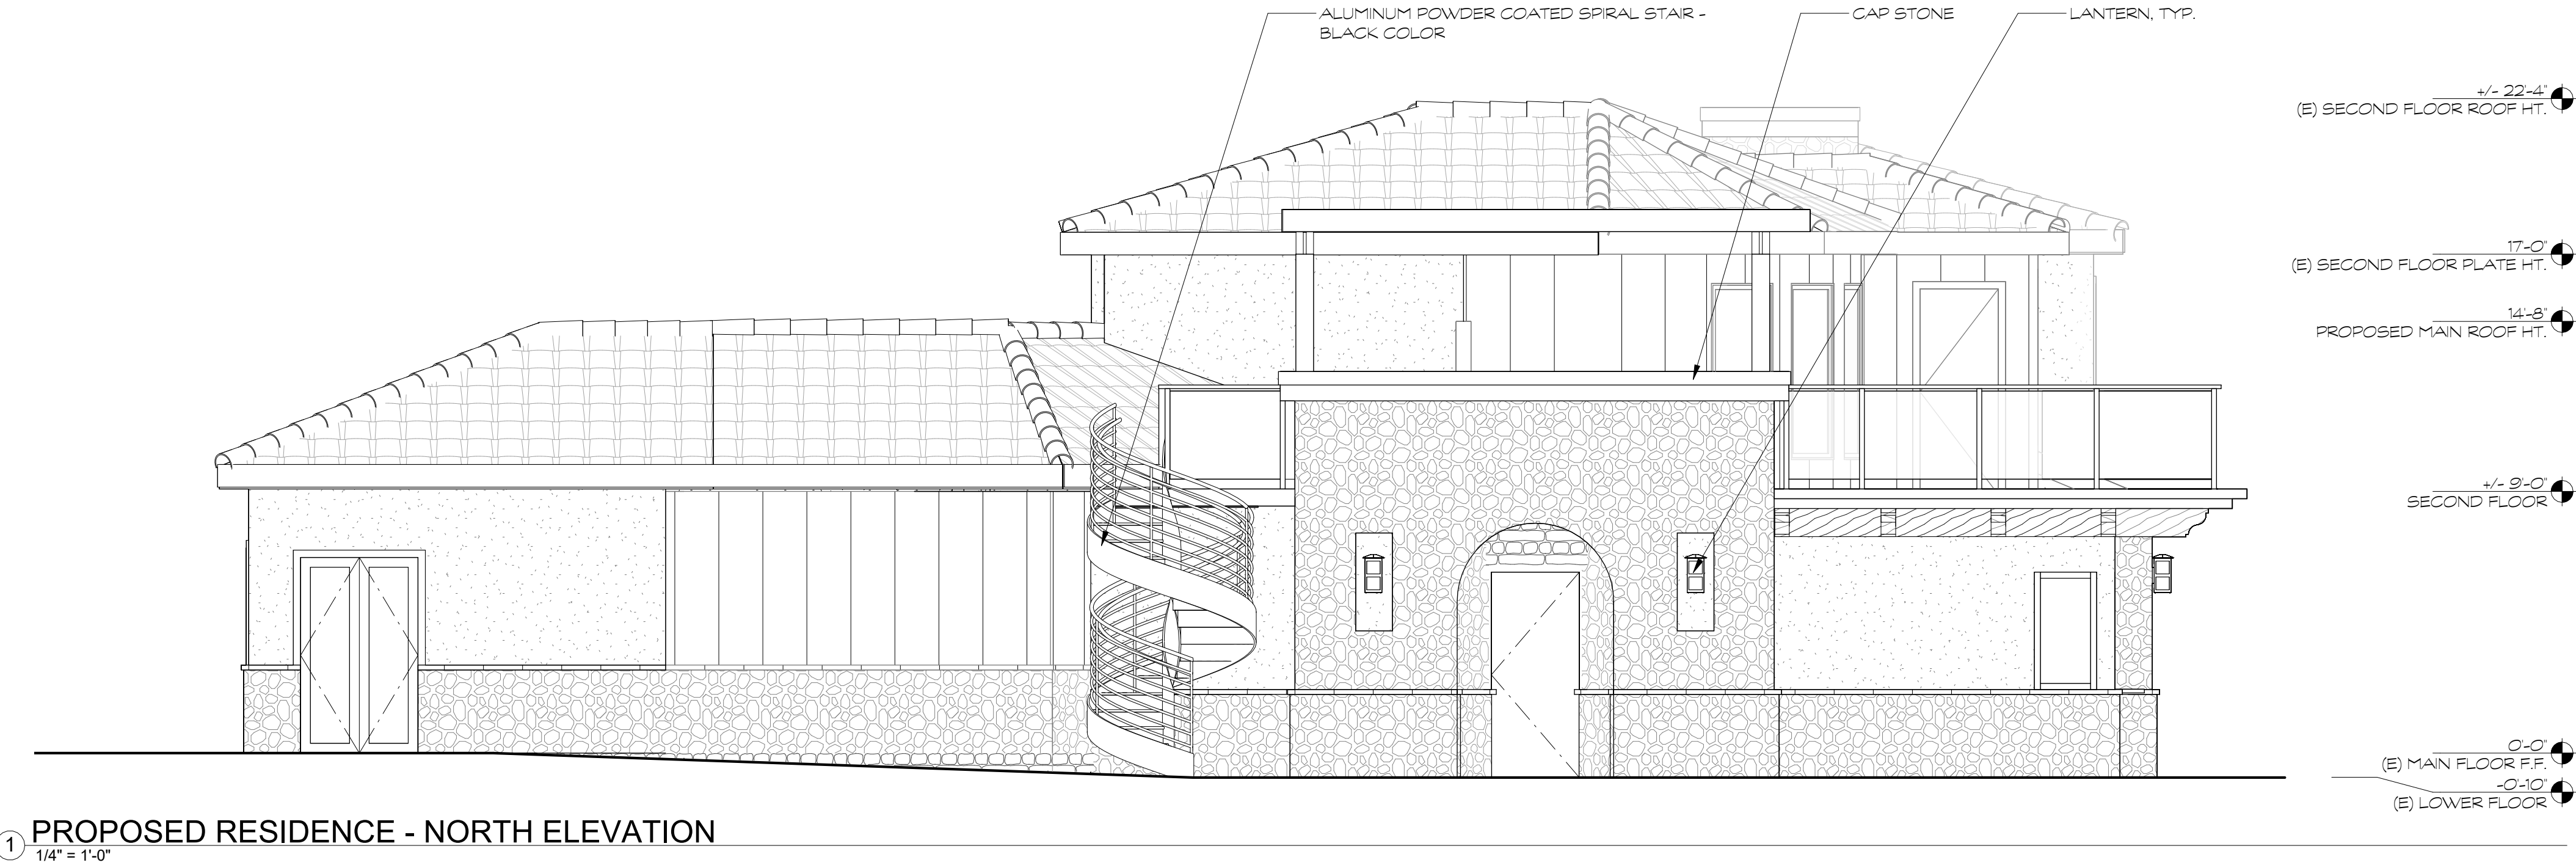 ALUMINUM POWDER COATED SPIRAL STAIR -
BLACK COLOR
CAP STONE
LANTERN, TYP.
+/- 22'-4"
(E) SECOND FLOOR ROOF HT.
17'-0"
(E) SECOND FLOOR PLATE HT.
14'-8"
PROPOSED MAIN ROOF HT.
+/- 9'-0"
SECOND FLOOR
0'-0"
(E) MAIN FLOOR F.F.
-0'-10"
(E) LOWER FLOOR
1
PROPOSED RESIDENCE - NORTH ELEVATION
1/4" = 1'-0"